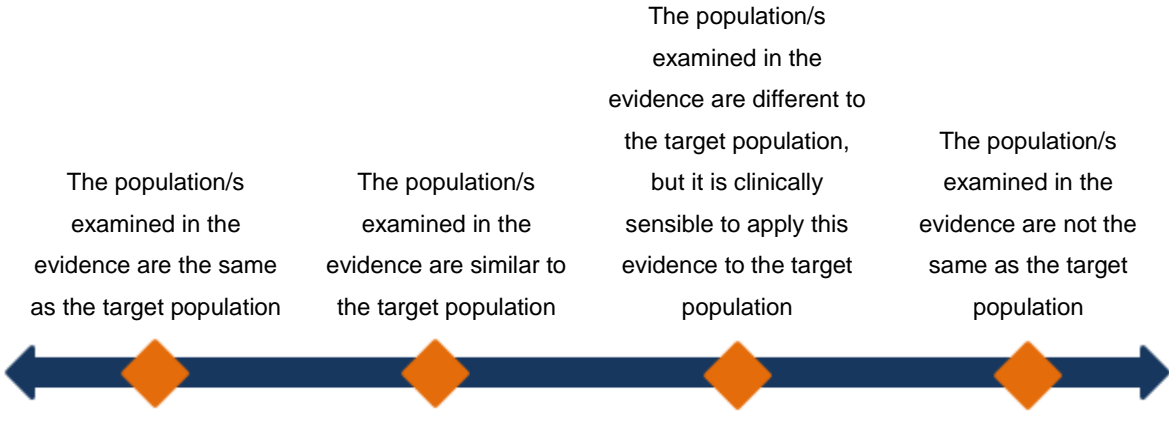 The population/s
examined in the
evidence are the same
as the target population
The population/s
examined in the
evidence are similar to
the target population
The population/s
examined in the
evidence are different to
the target population,
but it is clinically
sensible to apply this
evidence to the target
population
The population/s
examined in the
evidence are not the
same as the target
population